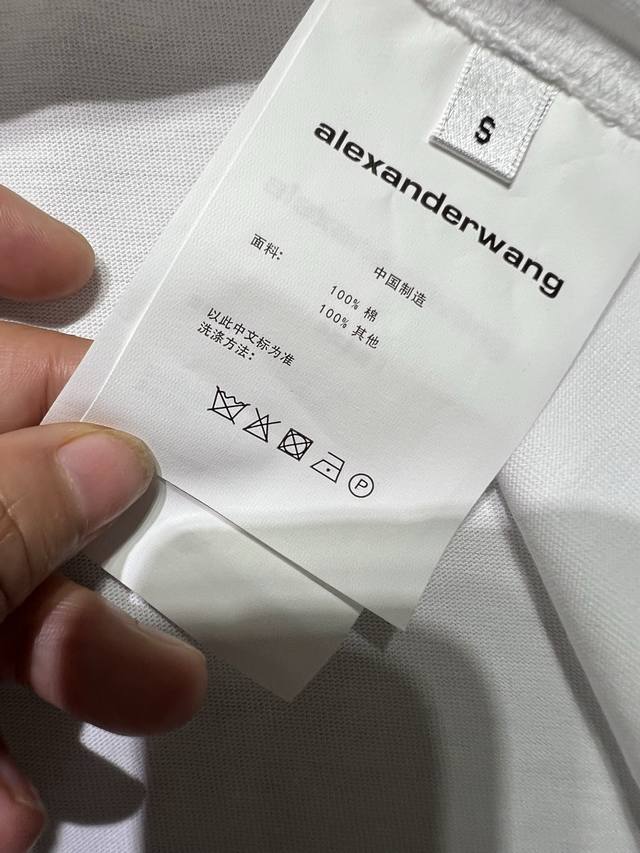 S
alexanderwang
中国制造
面料:
100% 棉
100% 其他
以此中文标为准
洗涤方法:
P